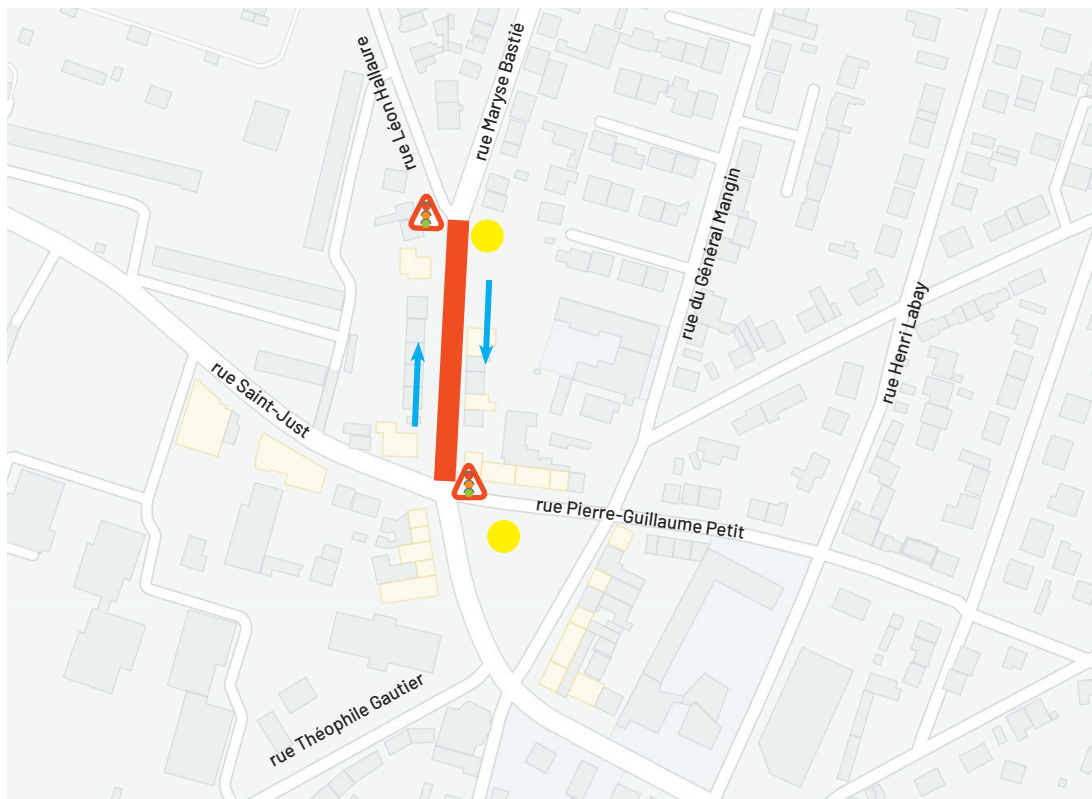 rue Léon Hallaure
rue Maryse Bastié
rue du Général Mangin
rue Henri Labay
rue Saint-Just
rue Pierre-Guillaume Petit
rue Théophile Gautier